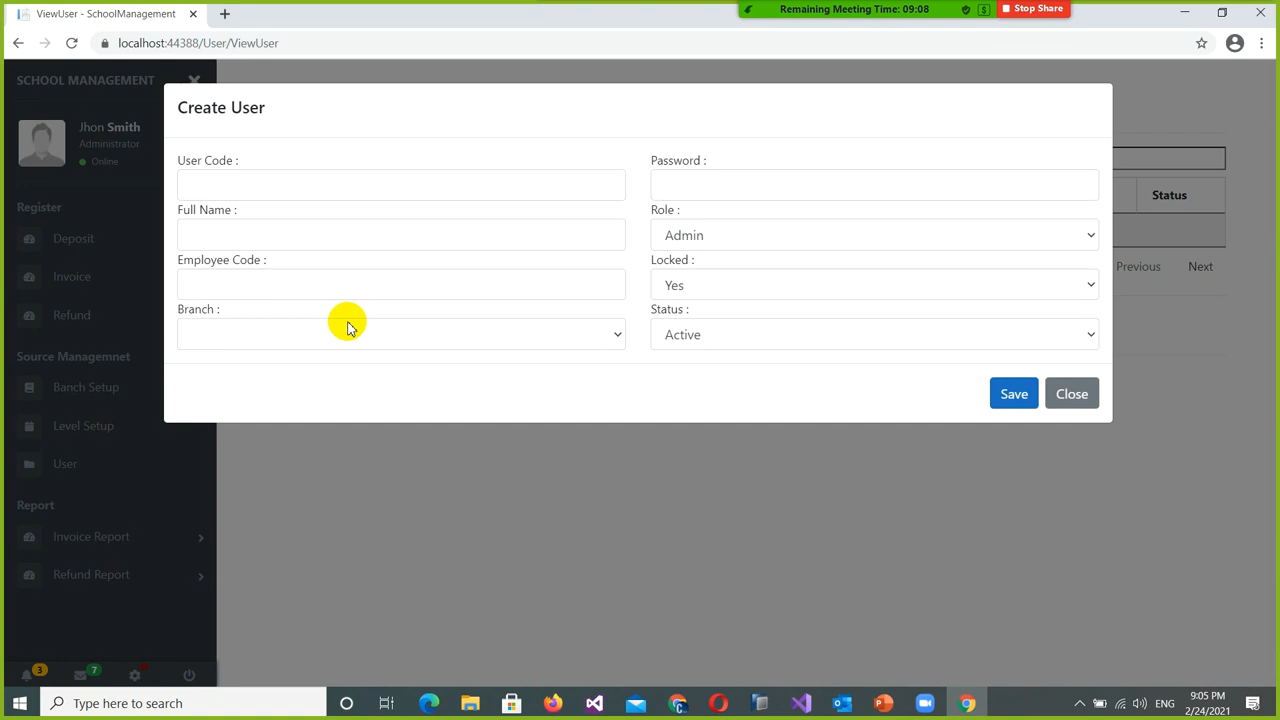 ViewUser - SchoolManagement
Remaining Meeting Time: 09:08
Stop Share
localhost:44388/User/ViewUser
SCHOOL MANAGEMENT
Jhon Smith
Administrator
Online
Register
Deposit
Invoice
Refund
Source Managemnet
Banch Setup
Level Setup
User
Report
Invoice Report
Refund Report
3
7
Create User
User Code :
Password :
Full Name :
Role :
Admin
Employee Code :
Locked :
Yes
Branch :
Status :
Active
Save
Close
Status
Previous
Next
Type here to search
ENG
9:05 PM
2/24/2021